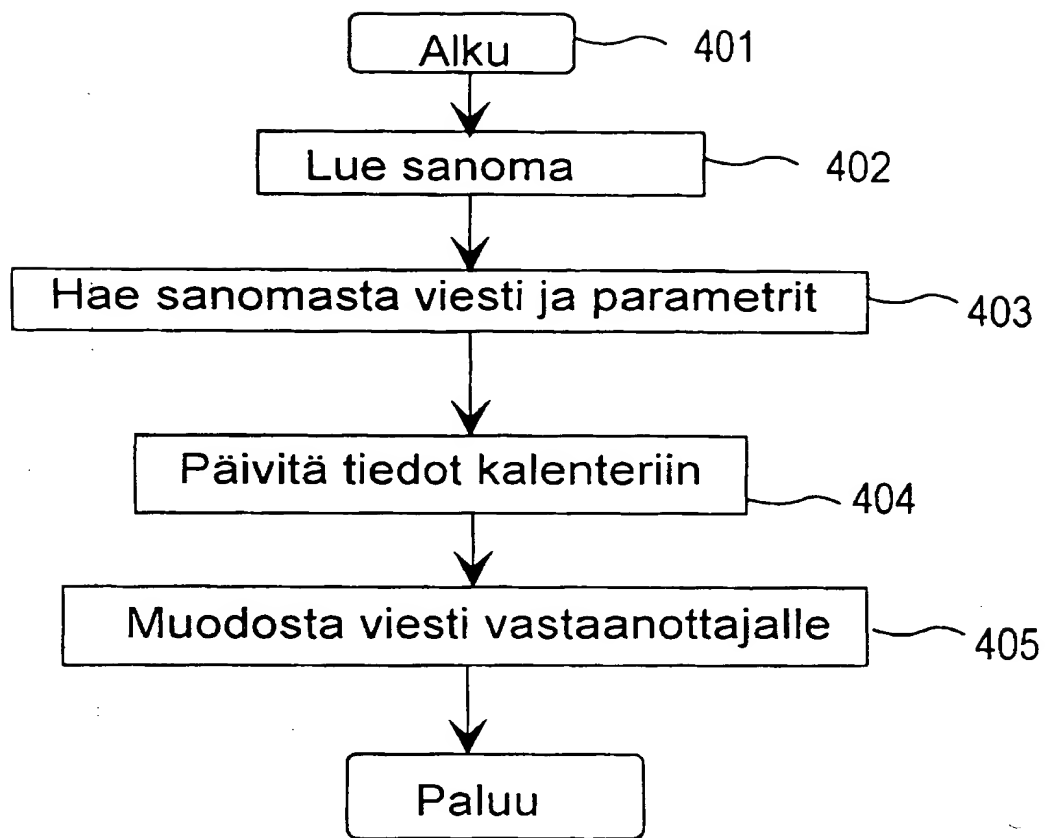 Alku 401
Lue sanoma 402
Hae sanomasta viesti ja parametrit 403
Päivitä tiedot kalenteriin 404
Muodosta viesti vastaanottajalle 405
Paluu